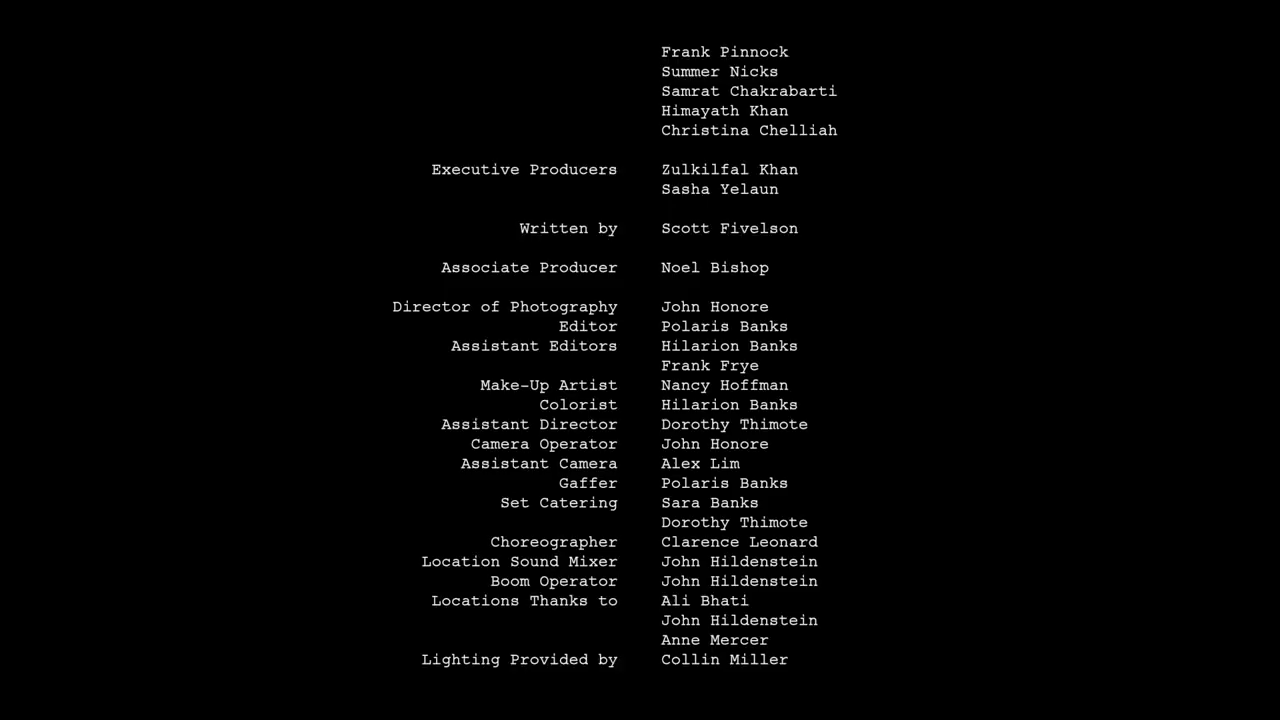 Frank Pinnock
Summer Nicks
Samrat Chakrabarti
Himayath Khan
Christina Chelliah
Executive Producers Zulkilfal Khan
Sasha Yelaun
Written by Scott Fivelson
Associate Producer Noel Bishop
Director of Photography John Honore
Editor Polaris Banks
Assistant Editors Hilarion Banks
Frank Frye
Make-Up Artist Nancy Hoffman
Colorist Hilarion Banks
Assistant Director Dorothy Thimote
Camera Operator John Honore
Assistant Camera Alex Lim
Gaffer Polaris Banks
Set Catering Sara Banks
Dorothy Thimote
Choreographer Clarence Leonard
Location Sound Mixer John Hildenstein
Boom Operator John Hildenstein
Locations Thanks to Ali Bhati
John Hildenstein
Anne Mercer
Lighting Provided by Collin Miller